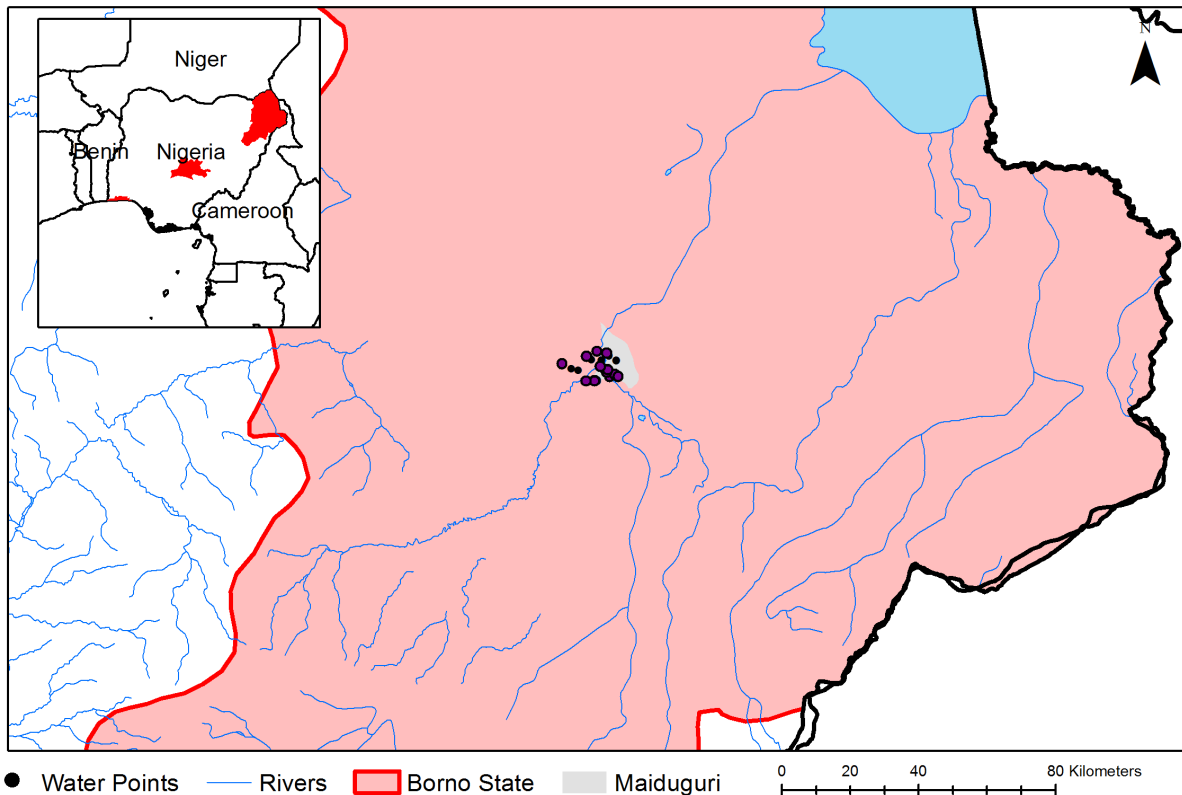 N
Niger
Benin
Nigeria
Cameroon
Water Points
Rivers
Borno State
Maiduguri
0 20 40 80 Kilometers